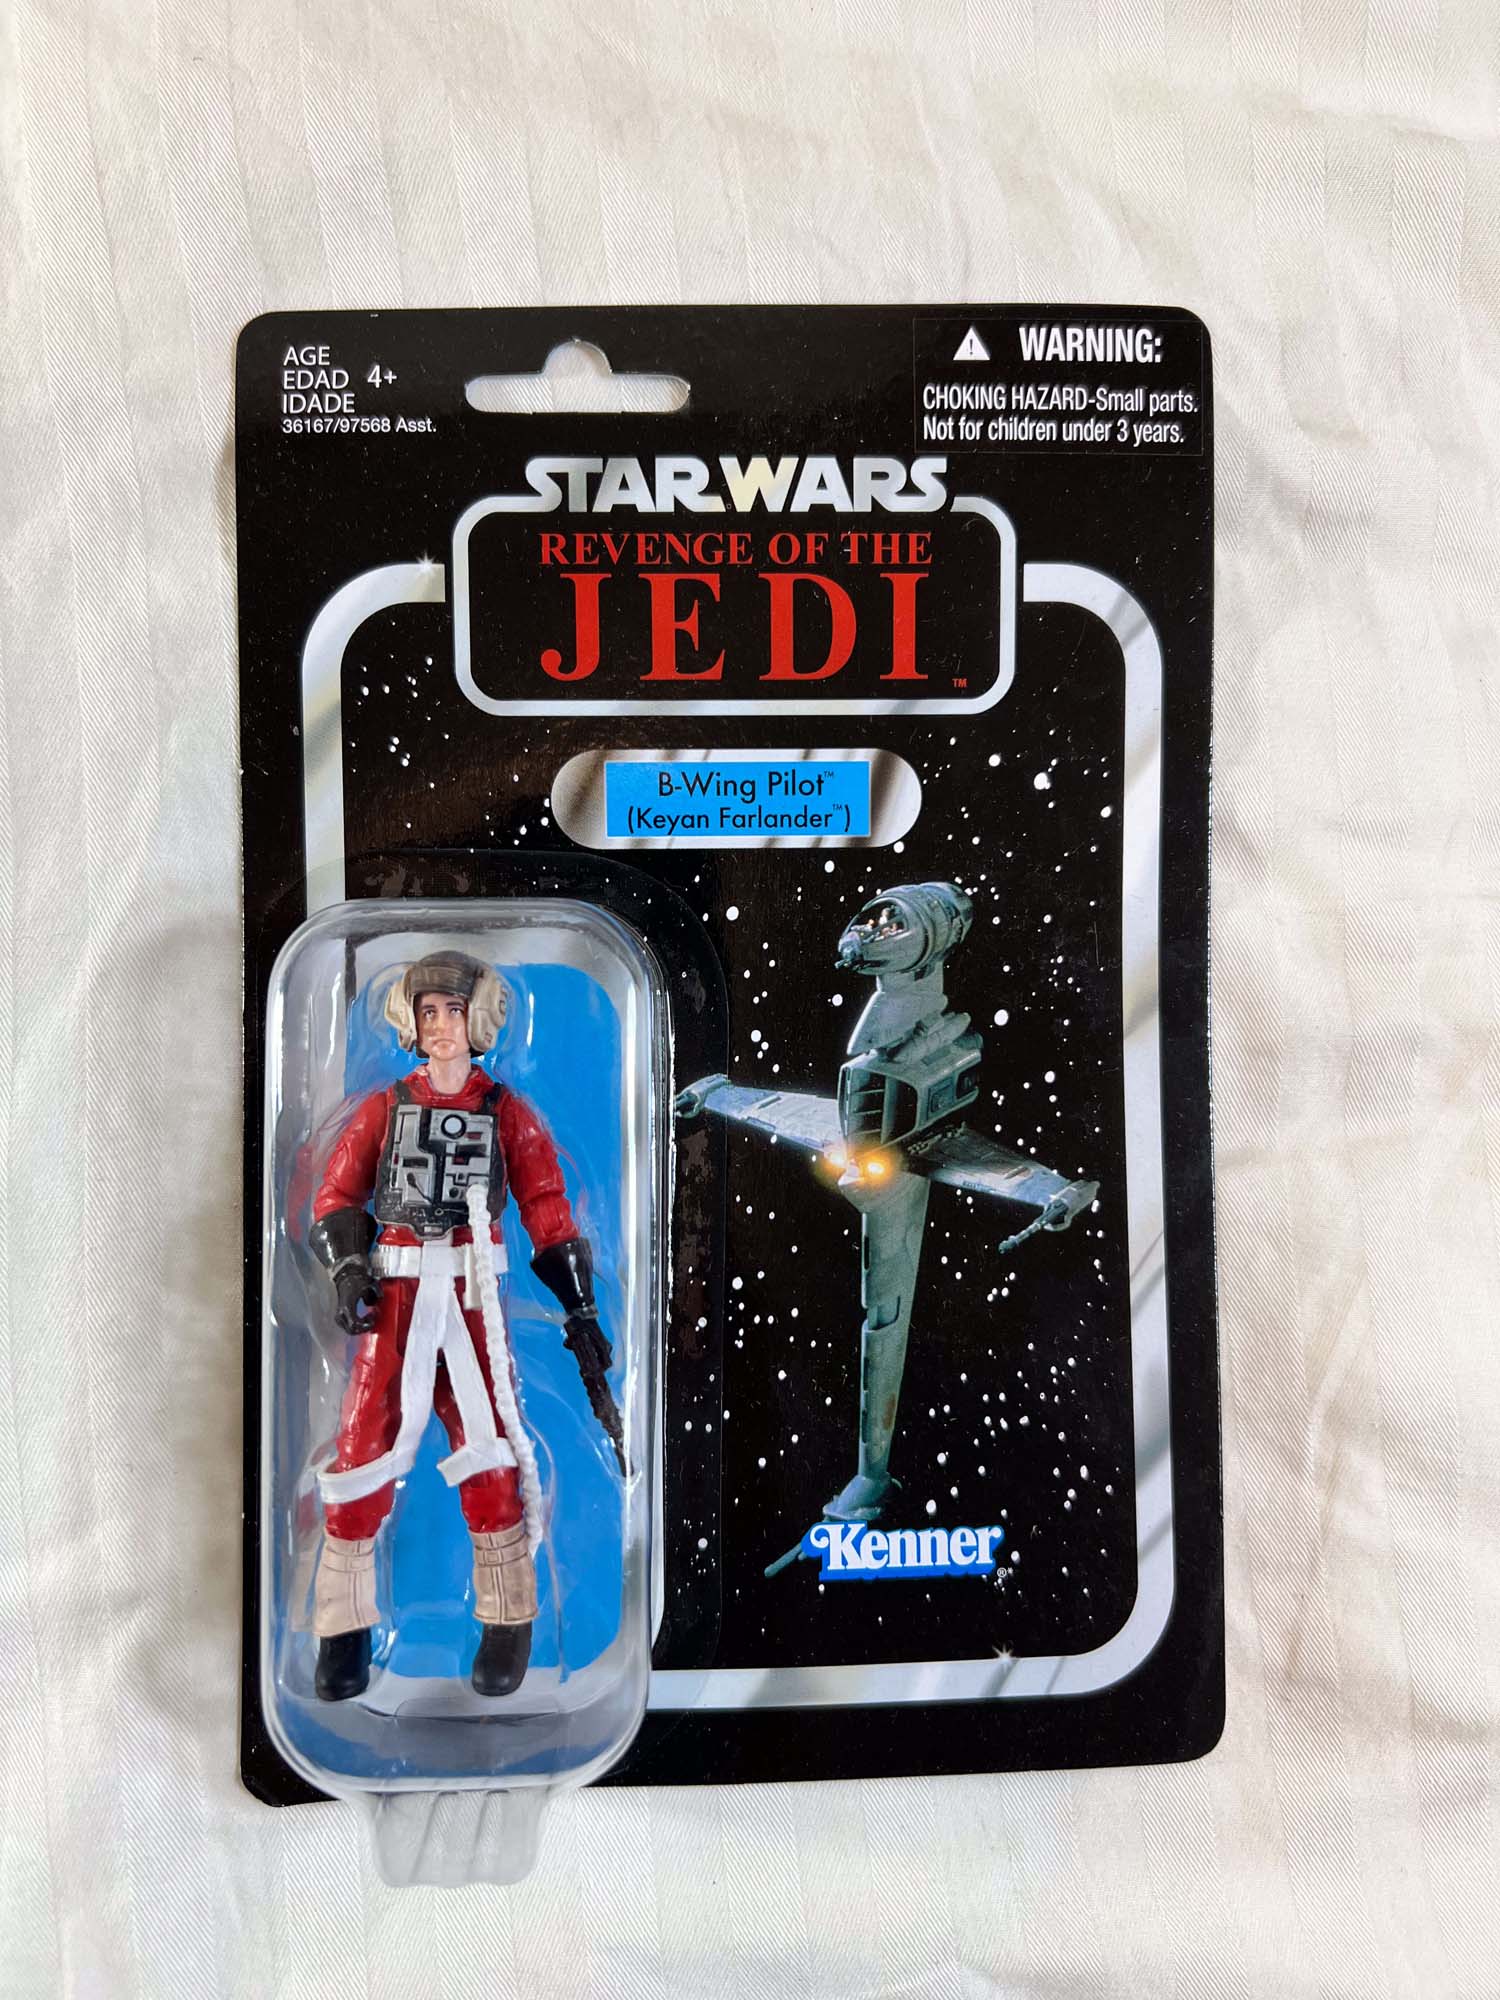 AGE
EDAD 4+
IDADE
36167/97568 Asst.
WARNING:
CHOKING HAZARD-Small parts.
Not for children under 3 years.
STAR WARS
REVENGE OF THE
JEDI™
B-Wing Pilot™
(Keyan Farlander™)
Kenner®*